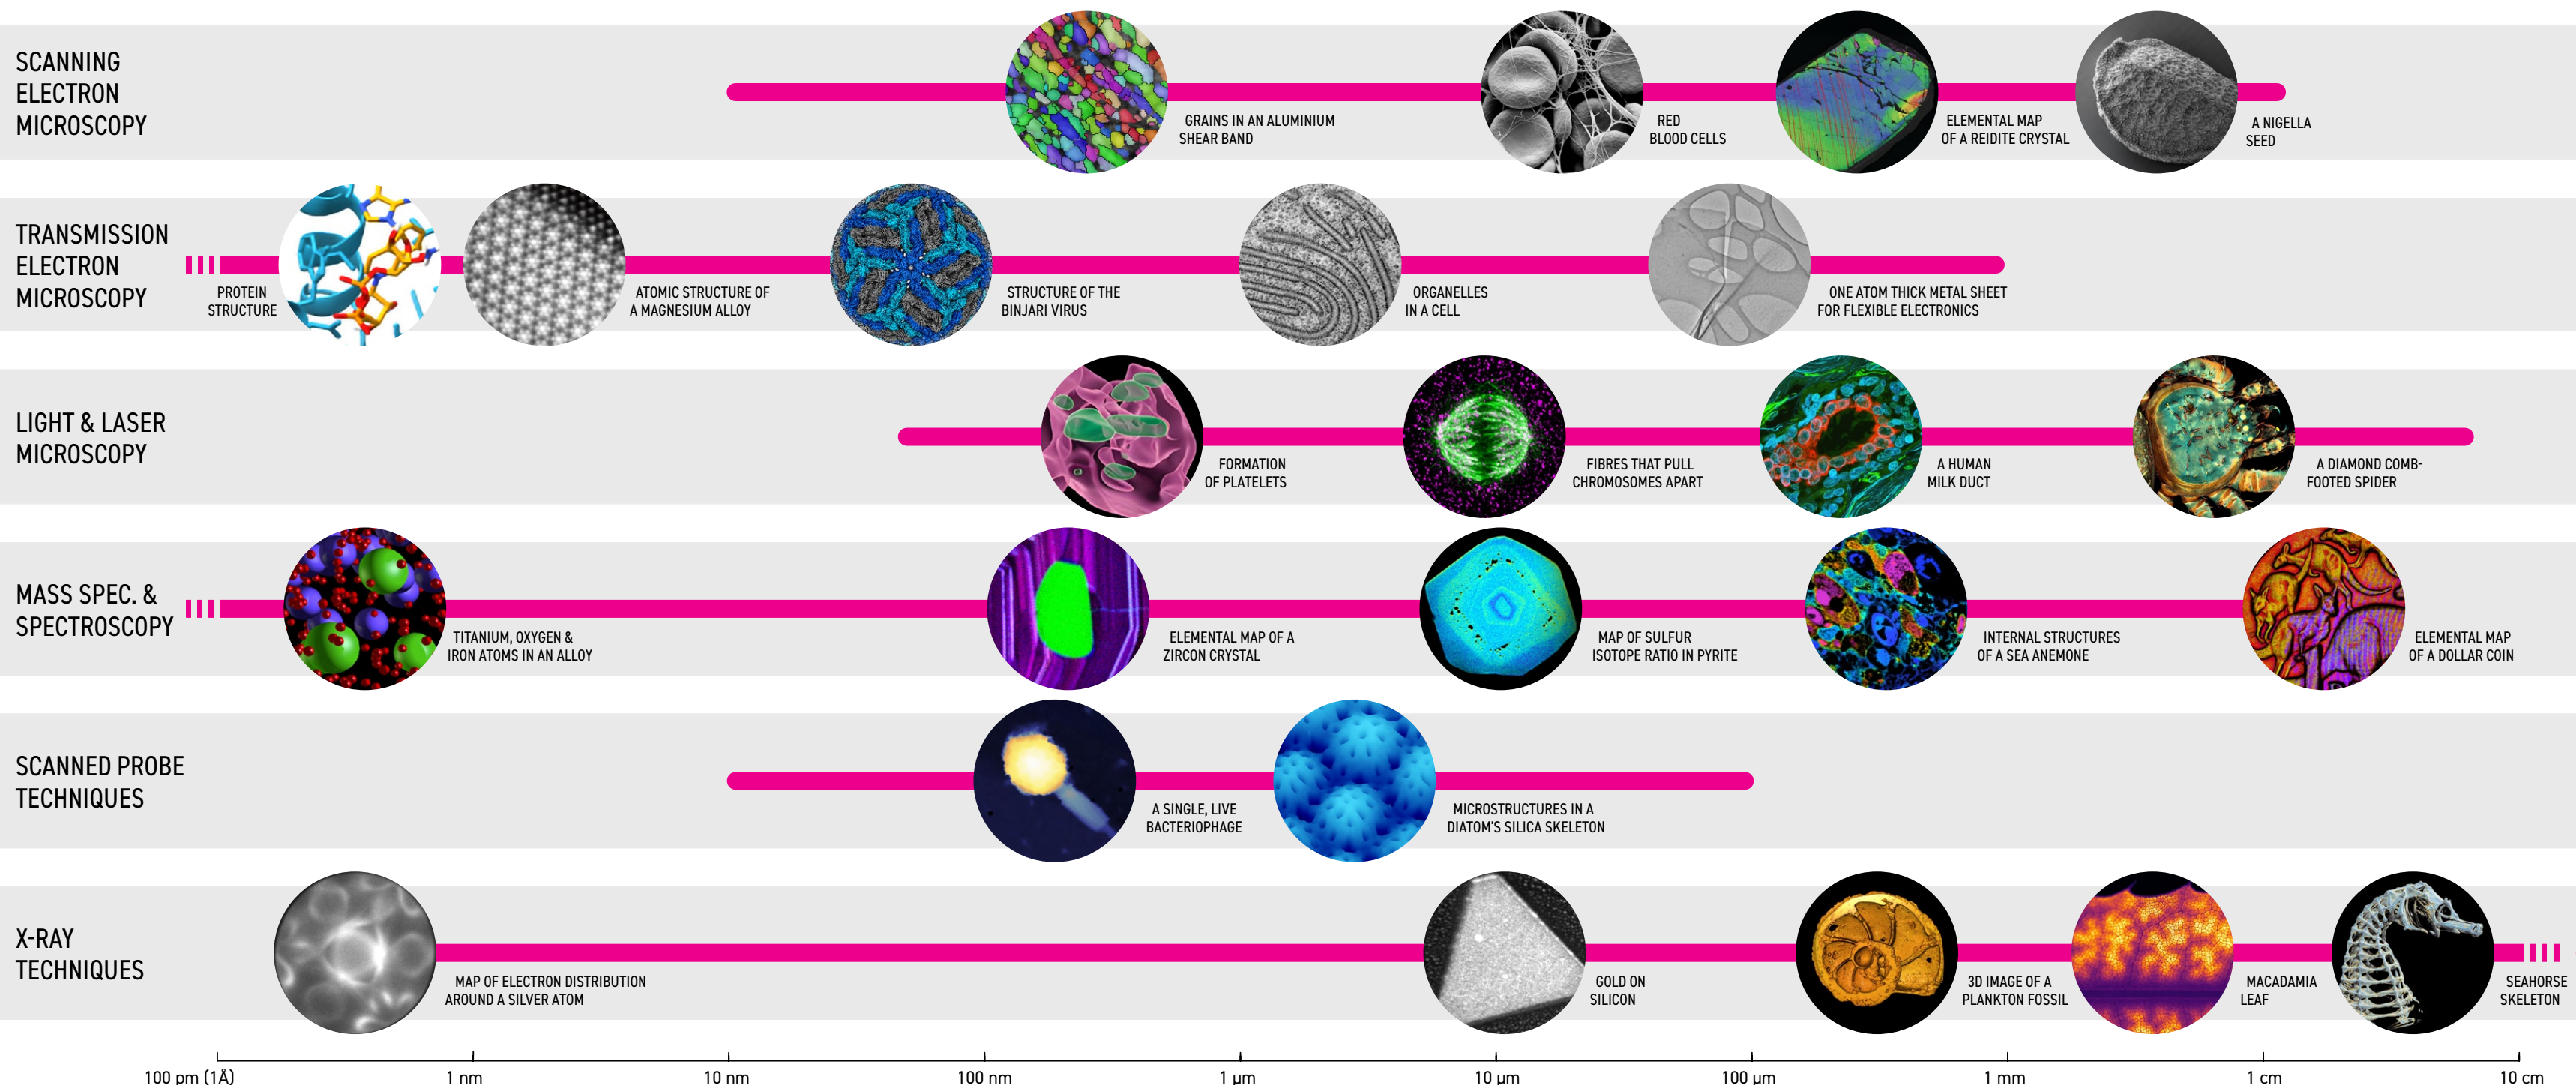 SCANNING
ELECTRON
MICROSCOPY
GRAINS IN AN ALUMINIUM
SHEAR BAND
RED
BLOOD CELLS
ELEMENTAL MAP
OF A REIDITE CRYSTAL
A NIGELLA
SEED
TRANSMISSION
ELECTRON
MICROSCOPY
PROTEIN
STRUCTURE
ATOMIC STRUCTURE OF
A MAGNESIUM ALLOY
STRUCTURE OF THE
BINJARI VIRUS
ORGANELLES
IN A CELL
ONE ATOM THICK METAL SHEET
FOR FLEXIBLE ELECTRONICS
LIGHT & LASER
MICROSCOPY
FORMATION
OF PLATELETS
FIBRES THAT PULL
CHROMOSOMES APART
A HUMAN
MILK DUCT
A DIAMOND COMB-
FOOTED SPIDER
MASS SPEC. &
SPECTROSCOPY
TITANIUM, OXYGEN &
IRON ATOMS IN AN ALLOY
ELEMENTAL MAP OF A
ZIRCON CRYSTAL
MAP OF SULFUR
ISOTOPE RATIO IN PYRITE
INTERNAL STRUCTURES
OF A SEA ANEMONE
ELEMENTAL MAP
OF A DOLLAR COIN
SCANNED PROBE
TECHNIQUES
A SINGLE, LIVE
BACTERIOPHAGE
MICROSTRUCTURES IN A
DIATOM'S SILICA SKELETON
X-RAY
TECHNIQUES
MAP OF ELECTRON DISTRIBUTION
AROUND A SILVER ATOM
GOLD ON
SILICON
3D IMAGE OF A
PLANKTON FOSSIL
MACADAMIA
LEAF
SEAHORSE
SKELETON
100 pm (1Å) 1 nm 10 nm 100 nm 1 µm 10 µm 100 µm 1 mm 1 cm 10 cm